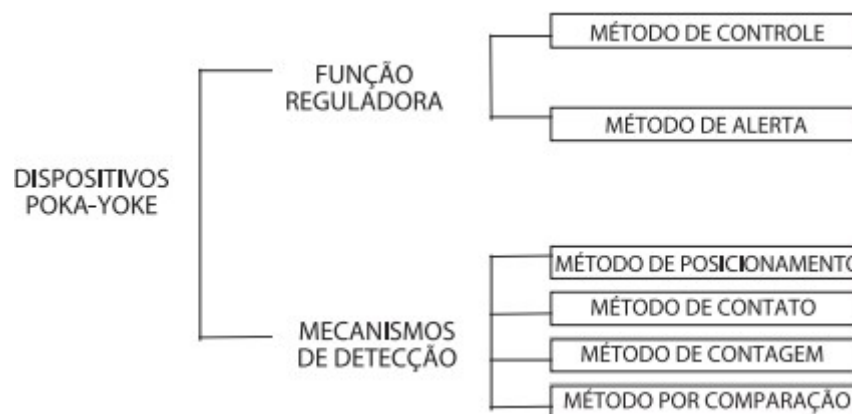 MÉTODO DE CONTROLE
FUNÇÃO
REGULADORA
MÉTODO DE ALERTA
DISPOSITIVOS
POKA-YOKE
MÉTODO DE POSICIONAMENTO
MÉTODO DE CONTATO
MECANISMOS
DE DETECÇÃO
MÉTODO DE CONTAGEM
MÉTODO POR COMPARAÇÃO